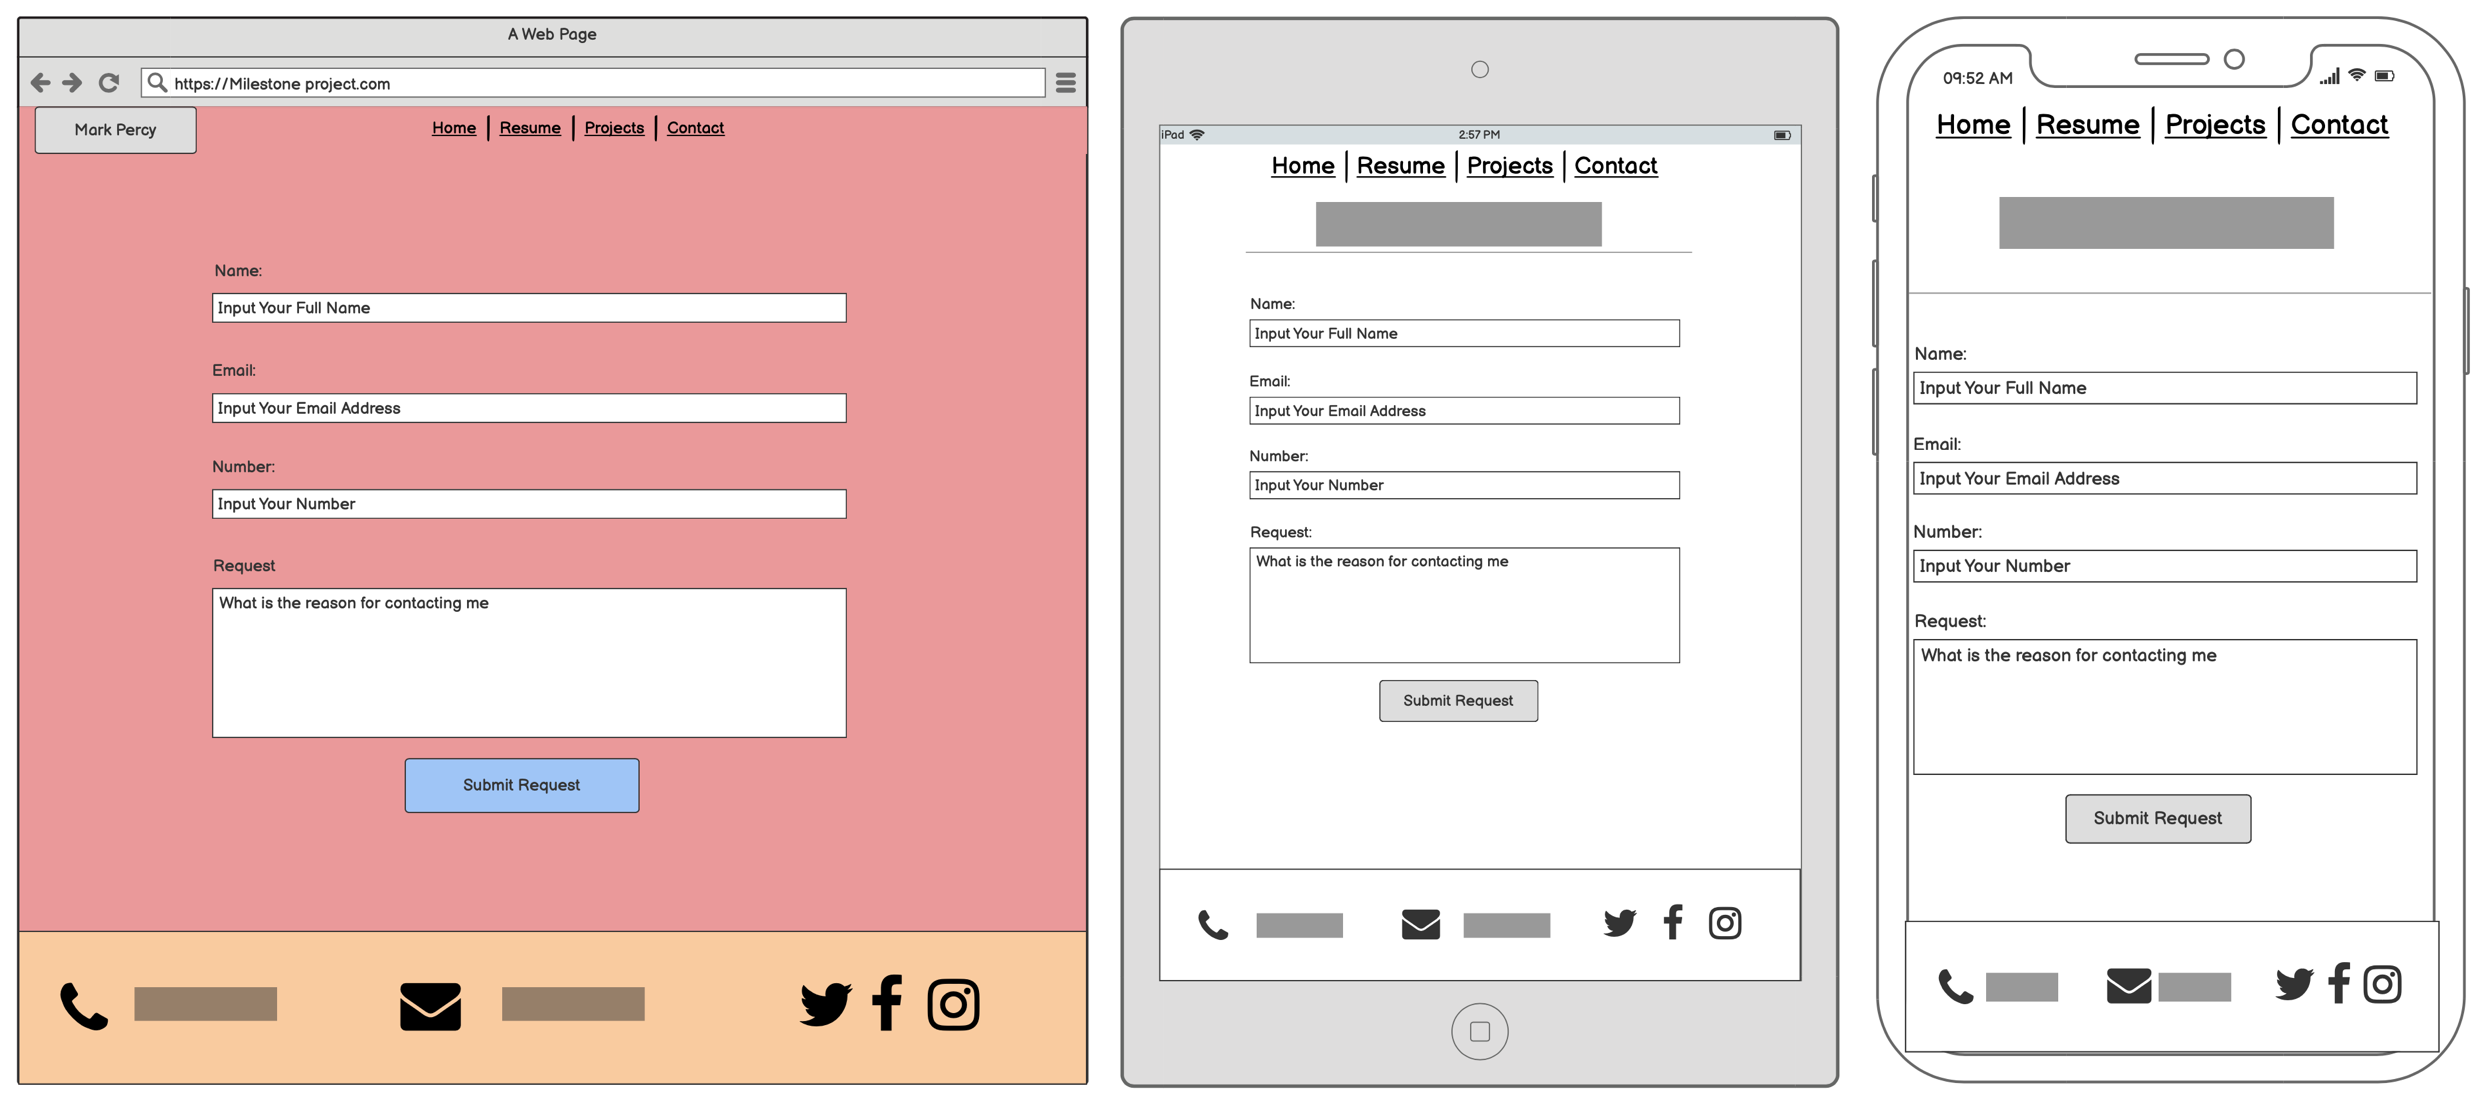 A Web Page
https://Milestone project.com
Mark Percy
Home | Resume | Projects | Contact
Name:
Input Your Full Name
Email:
Input Your Email Address
Number:
Input Your Number
Request
What is the reason for contacting me
Submit Request
iPad
2:57 PM
Home | Resume | Projects | Contact
Name:
Input Your Full Name
Email:
Input Your Email Address
Number:
Input Your Number
Request:
What is the reason for contacting me
Submit Request
09:52 AM
Home | Resume | Projects | Contact
Name:
Input Your Full Name
Email:
Input Your Email Address
Number:
Input Your Number
Request:
What is the reason for contacting me
Submit Request